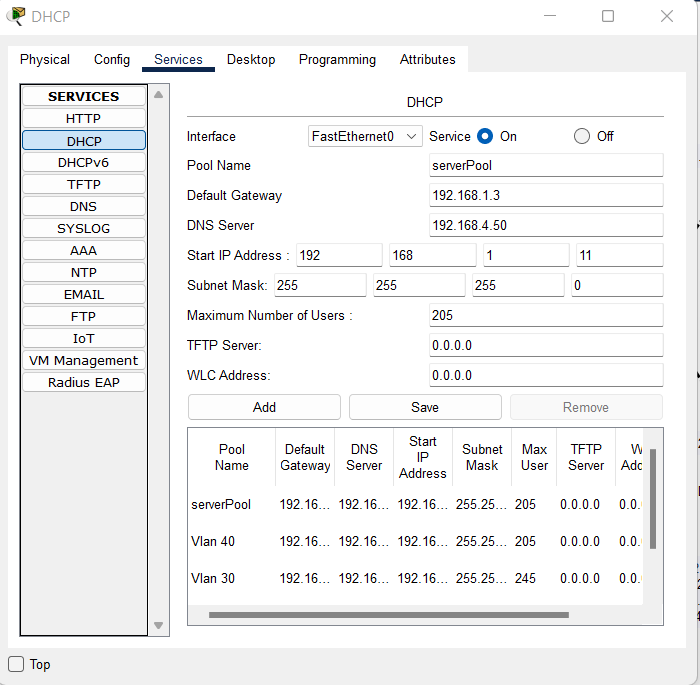 DHCP
Physical Config Services Desktop Programming Attributes
SERVICES
HTTP
DHCP
DHCPv6
TFTP
DNS
SYSLOG
AAA
NTP
EMAIL
FTP
IoT
VM Management
Radius EAP
DHCP
Interface FastEthernet0 Service On Off
Pool Name serverPool
Default Gateway 192.168.1.3
DNS Server 192.168.4.50
Start IP Address : 192 168 1 11
Subnet Mask: 255 255 255 0
Maximum Number of Users : 205
TFTP Server: 0.0.0.0
WLC Address: 0.0.0.0
Add Save Remove
Pool Name Default Gateway DNS Server Start IP Address Subnet Mask Max User TFTP Server
serverPool 192.16... 192.16... 192.16... 255.25... 205 0.0.0.0 0.0.
Vlan 40 192.16... 192.16... 192.16... 255.25... 205 0.0.0.0 0.0.
Vlan 30 192.16... 192.16... 192.16... 255.25... 245 0.0.0.0 0.0.
Top